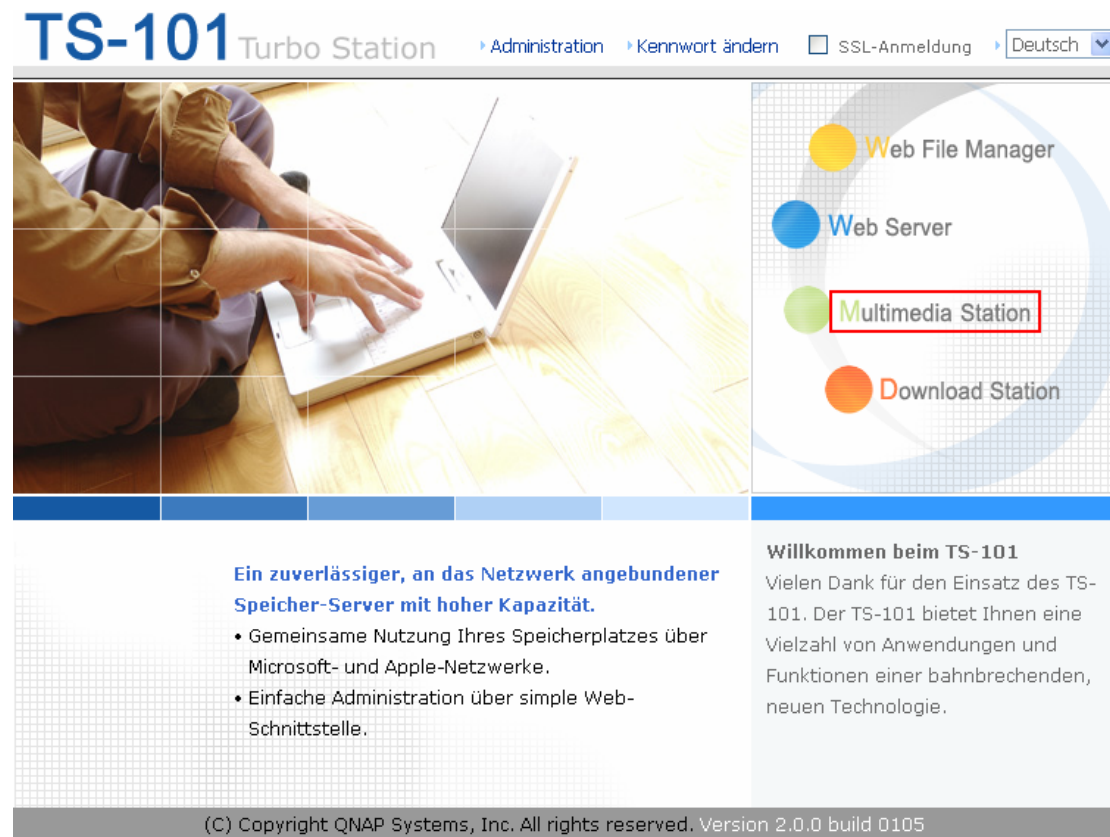 TS-101 Turbo Station
Administration
Kennwort ändern
SSL-Anmeldung
Deutsch
Web File Manager
Web Server
Multimedia Station
Download Station
Ein zuverlässiger, an das Netzwerk angebundener
Speicher-Server mit hoher Kapazität.
• Gemeinsame Nutzung Ihres Speicherplatzes über
Microsoft- und Apple-Netzwerke.
• Einfache Administration über simple Web-
Schnittstelle.
Willkommen beim TS-101
Vielen Dank für den Einsatz des TS-
101. Der TS-101 bietet Ihnen eine
Vielzahl von Anwendungen und
Funktionen einer bahnbrechenden,
neuen Technologie.
(C) Copyright QNAP Systems, Inc. All rights reserved. Version 2.0.0 build 0105